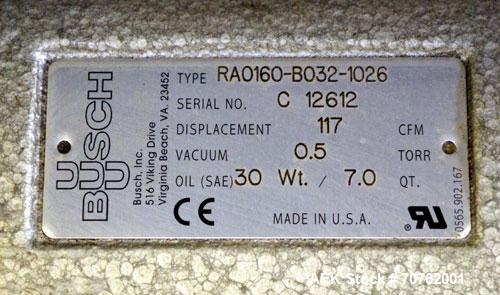 BUSCH
Busch, Inc.
516 Viking Drive
Virginia Beach, VA. 23452
TYPE RA0160-B032-1026
SERIAL NO. C 12612
DISPLACEMENT 117 CFM
VACUUM 0.5 TORR
OIL (SAE) 30 Wt. / 7.0 QT.
CE MADE IN U.S.A.
0565.902.167
AEK Stock # 70762001